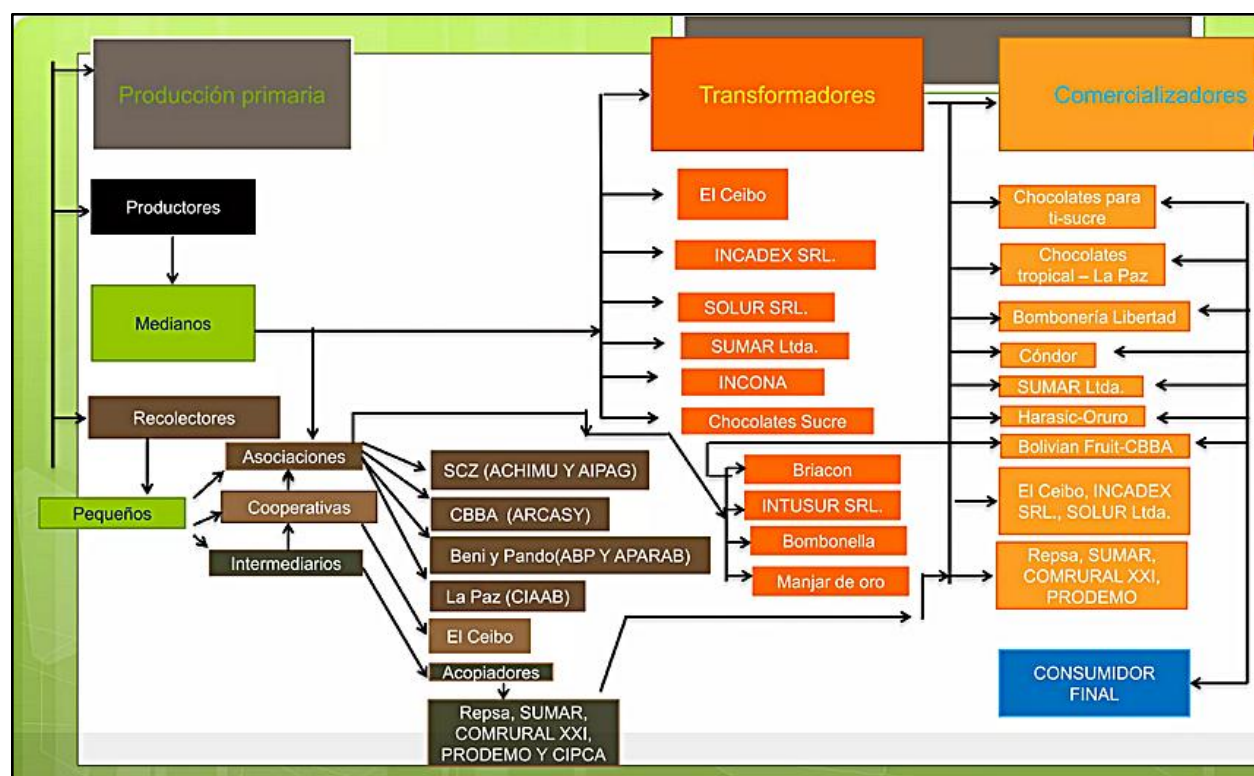 Producción primaria
Productores
Medianos
Recolectores
Pequeños
Asociaciones
Cooperativas
Intermediarios
SCZ (ACHIMU Y AIPAG)
CBBA (ARCASY)
Beni y Pando(ABP Y APARAB)
La Paz (CIAAB)
El Ceibo
Acopiadores
Repsa, SUMAR,
COMRURAL XXI,
PRODEMO Y CIPCA
Transformadores
El Ceibo
INCADEX SRL.
SOLUR SRL.
SUMAR Ltda.
INCONA
Chocolates Sucre
Briacon
INTUSUR SRL.
Bombonella
Manjar de oro
Comercializadores
Chocolates para
ti-sucre
Chocolates
tropical – La Paz
Bombonería Libertad
Cóndor
SUMAR Ltda.
Harasic-Oruro
Bolivian Fruit-CBBA
El Ceibo, INCADEX
SRL., SOLUR Ltda.
Repsa, SUMAR,
COMRURAL XXI,
PRODEMO
CONSUMIDOR
FINAL